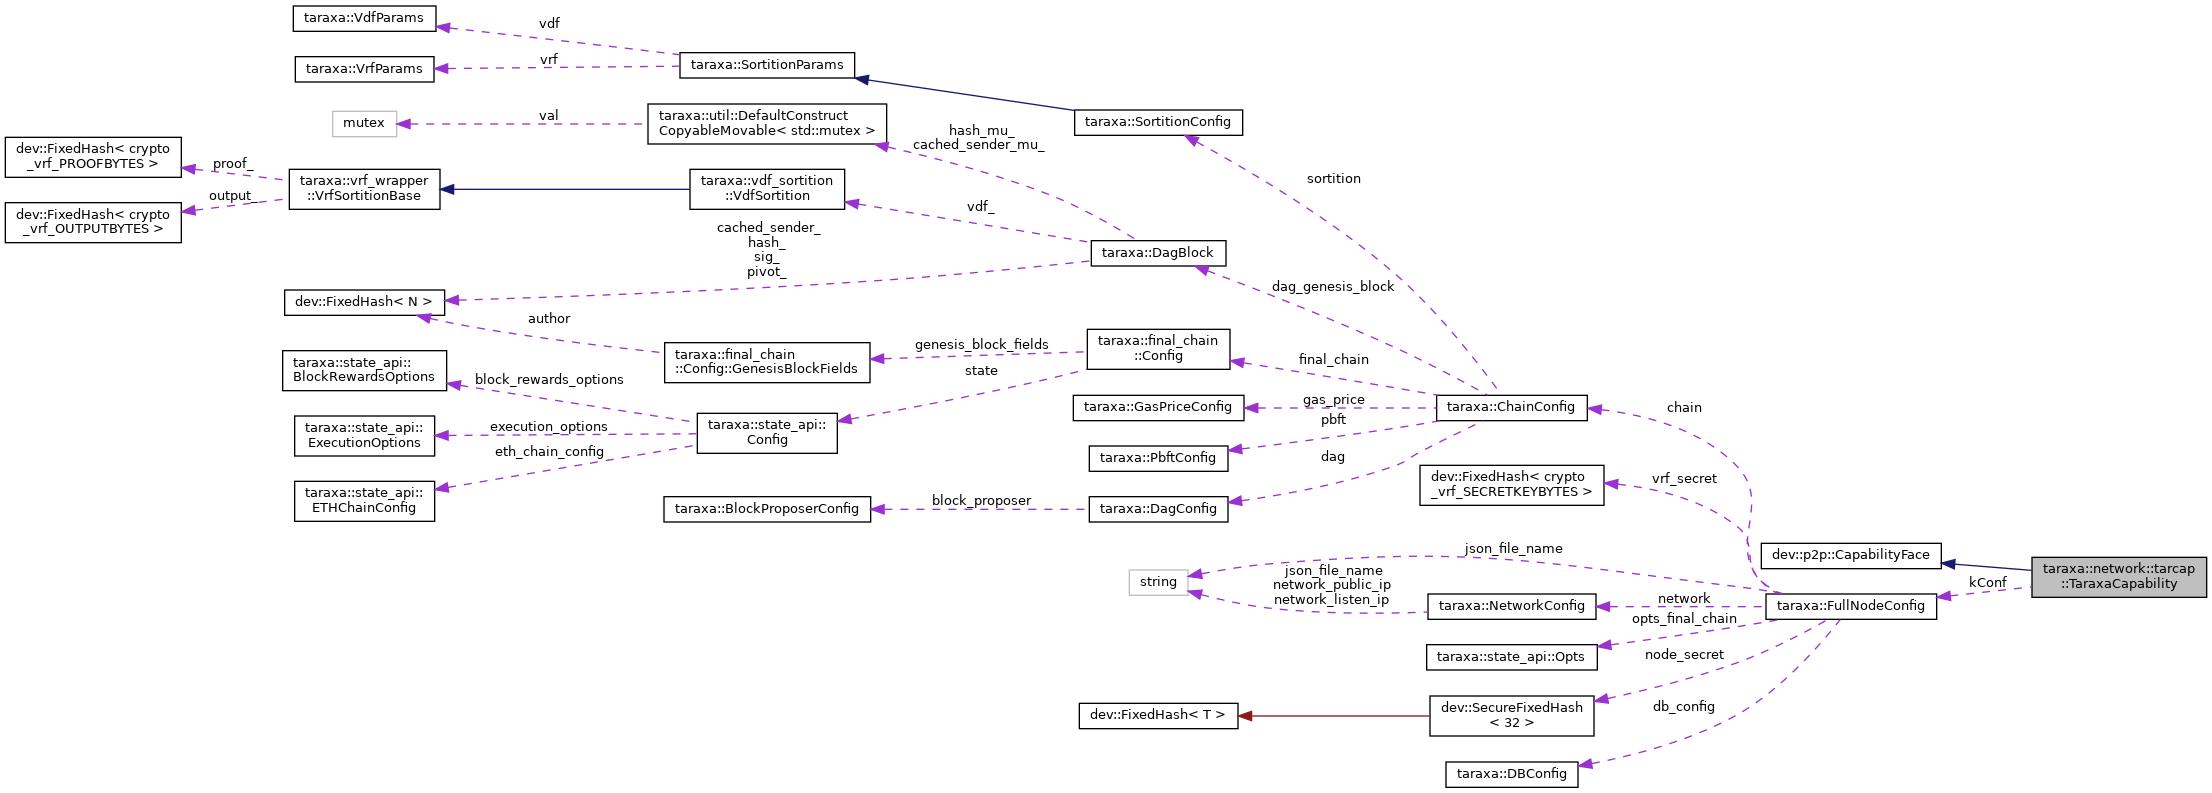 taraxa::VdfParams
vdf
taraxa::VrfParams
vrf
taraxa::SortitionParams
mutex
val
taraxa::util::DefaultConstruct
CopyableMovable< std::mutex >
hash_mu_
cached_sender_mu_
taraxa::SortitionConfig
dev::FixedHash< crypto
_vrf_PROOFBYTES >
proof_
output_
dev::FixedHash< crypto
_vrf_OUTPUTBYTES >
taraxa::vrf_wrapper
::VrfSortitionBase
taraxa::vdf_sortition
::VdfSortition
vdf_
sortition
cached_sender_
hash_
sig_
pivot_
taraxa::DagBlock
dev::FixedHash< N >
author
dag_genesis_block
taraxa::final_chain
::Config::GenesisBlockFields
genesis_block_fields
state
taraxa::final_chain
::Config
final_chain
taraxa::state_api::
BlockRewardsOptions
block_rewards_options
taraxa::state_api::
ExecutionOptions
execution_options
eth_chain_config
taraxa::state_api::
ETHChainConfig
taraxa::state_api::
Config
taraxa::GasPriceConfig
gas_price
pbft
taraxa::PbftConfig
dag
taraxa::ChainConfig
chain
taraxa::BlockProposerConfig
block_proposer
taraxa::DagConfig
dev::FixedHash< crypto
_vrf_SECRETKEYBYTES >
vrf_secret
json_file_name
string
json_file_name
network_public_ip
network_listen_ip
taraxa::NetworkConfig
network
opts_final_chain
taraxa::state_api::Opts
node_secret
dev::FixedHash< T >
dev::SecureFixedHash
< 32 >
db_config
taraxa::DBConfig
dev::p2p::CapabilityFace
taraxa::FullNodeConfig
kConf
taraxa::network::tarcap
::TaraxaCapability